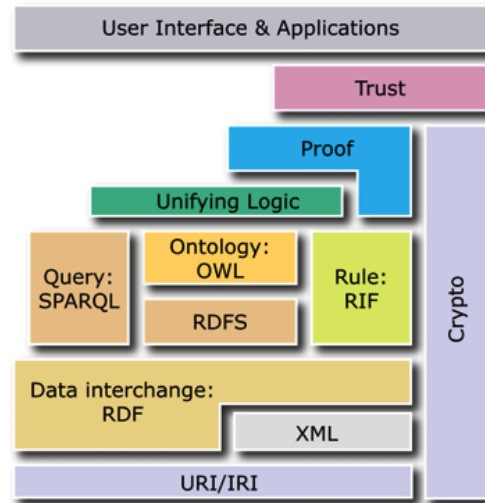 User Interface & Applications
Trust
Proof
Unifying Logic
Query:
SPARQL
Ontology:
OWL
Rule:
RIF
RDFS
Crypto
Data interchange:
RDF
XML
URI/IRI